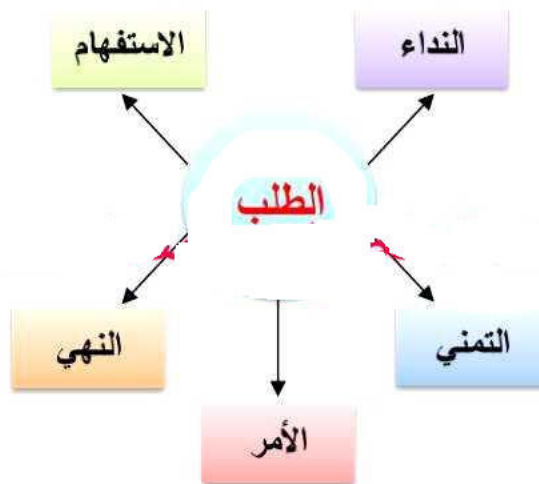 النداء
الاستفهام
الطلب
التمني
النهي
الأمر